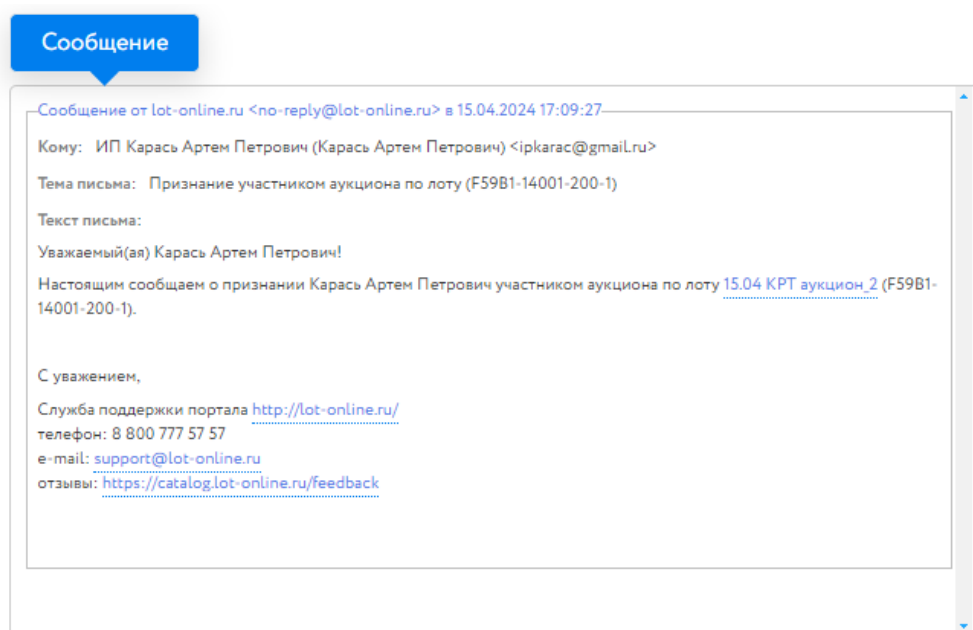 Сообщение
Сообщение от lot-online.ru <no-reply@lot-online.ru> в 15.04.2024 17:09:27
Кому: ИП Карась Артем Петрович (Карась Артем Петрович) <ipkarac@gmail.ru>
Тема письма: Признание участником аукциона по лоту (F59B1-14001-200-1)
Текст письма:
Уважаемый(ая) Карась Артем Петрович!
Настоящим сообщаем о признании Карась Артем Петрович участником аукциона по лоту 15.04 КРТ аукцион_2 (F59B1-
14001-200-1).
С уважением,
Служба поддержки портала http://lot-online.ru/
телефон: 8 800 777 57 57
e-mail: support@lot-online.ru
отзывы: https://catalog.lot-online.ru/feedback